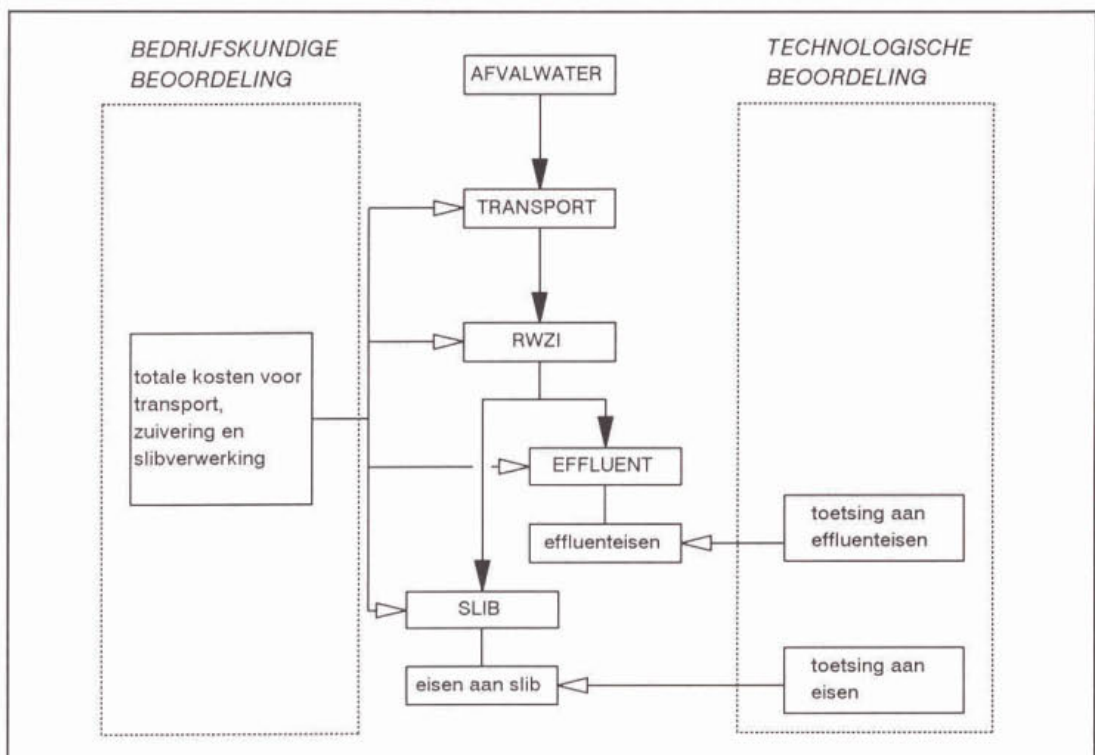 BEDRIJFSKUNDIGE
BEOORDELING
TECHNOLOGISCHE
BEOORDELING
AFVALWATER
TRANSPORT
RWZI
totale kosten voor
transport,
zuivering en
slibverwerking
EFFLUENT
effluenteisen
toetsing aan
effluenteisen
SLIB
eisen aan slib
toetsing aan
eisen